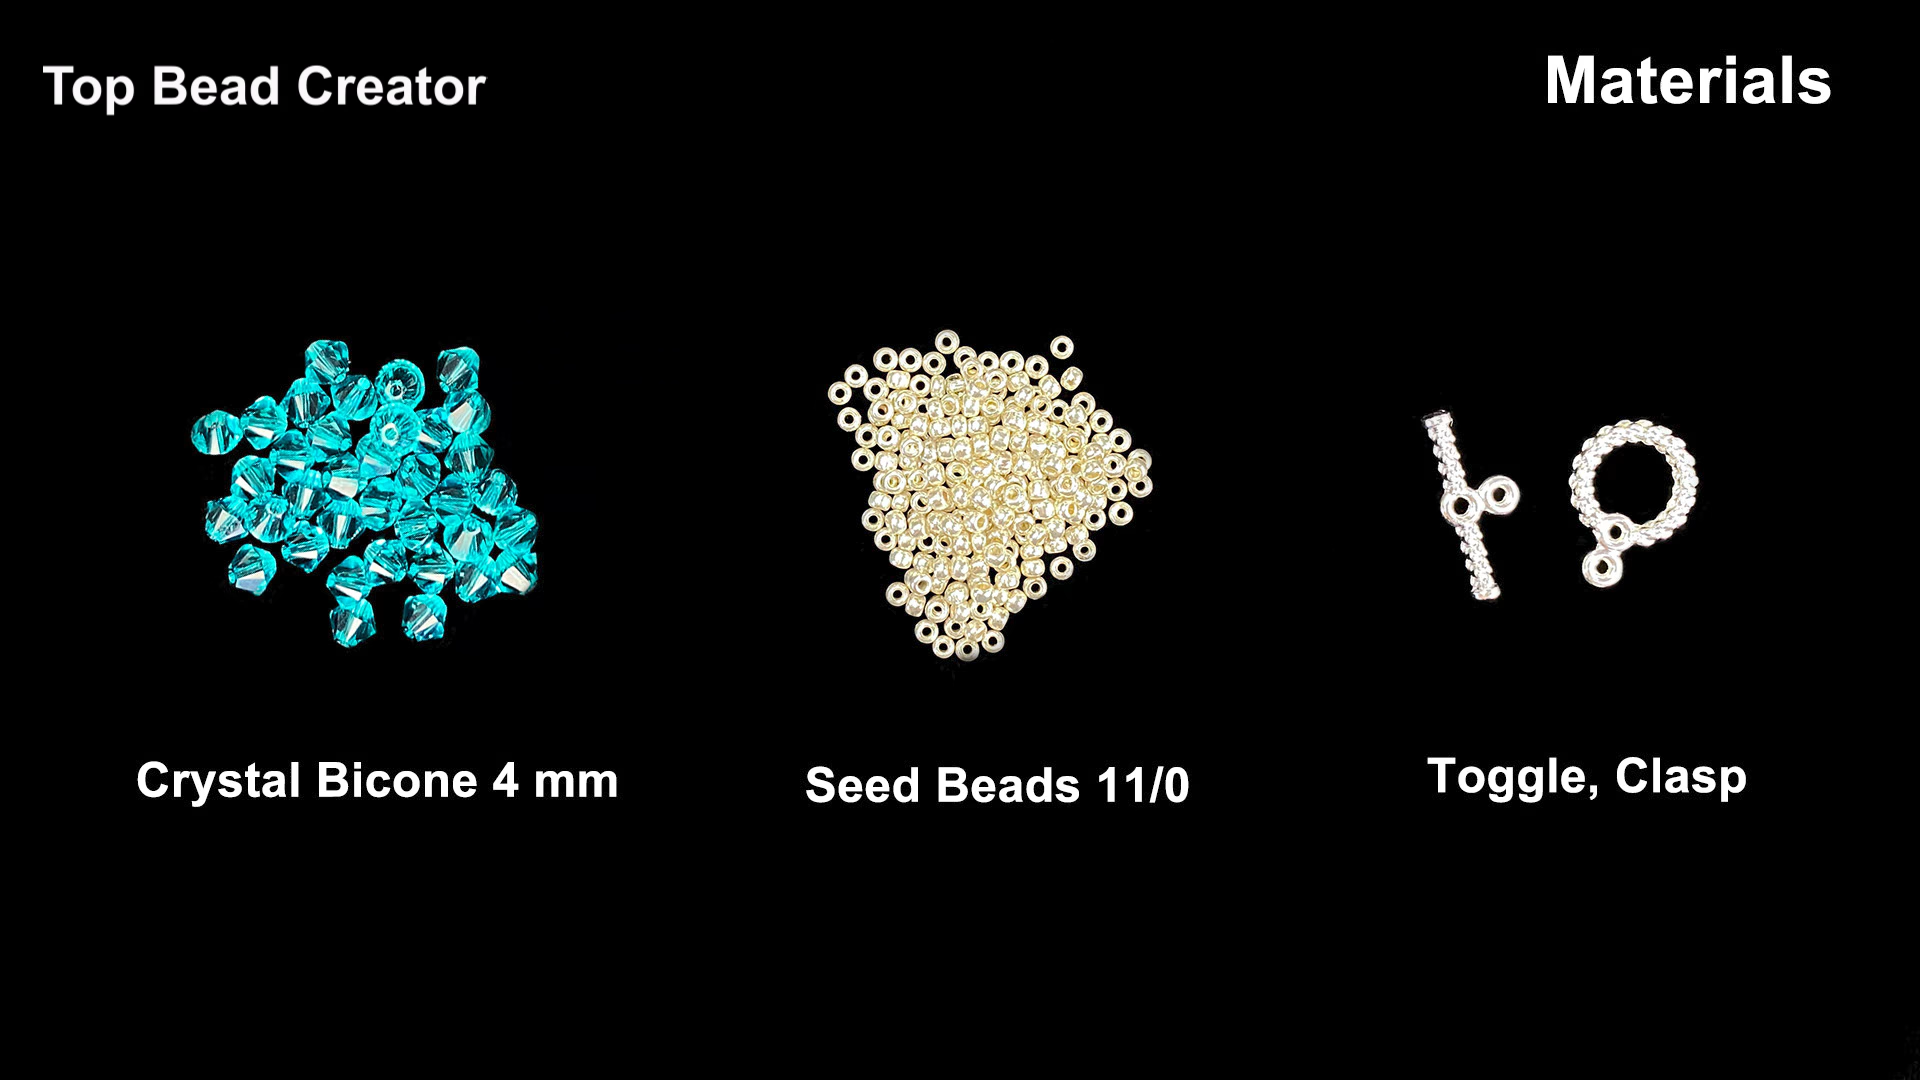 Top Bead Creator
Materials
Crystal Bicone 4 mm
Seed Beads 11/0
Toggle, Clasp